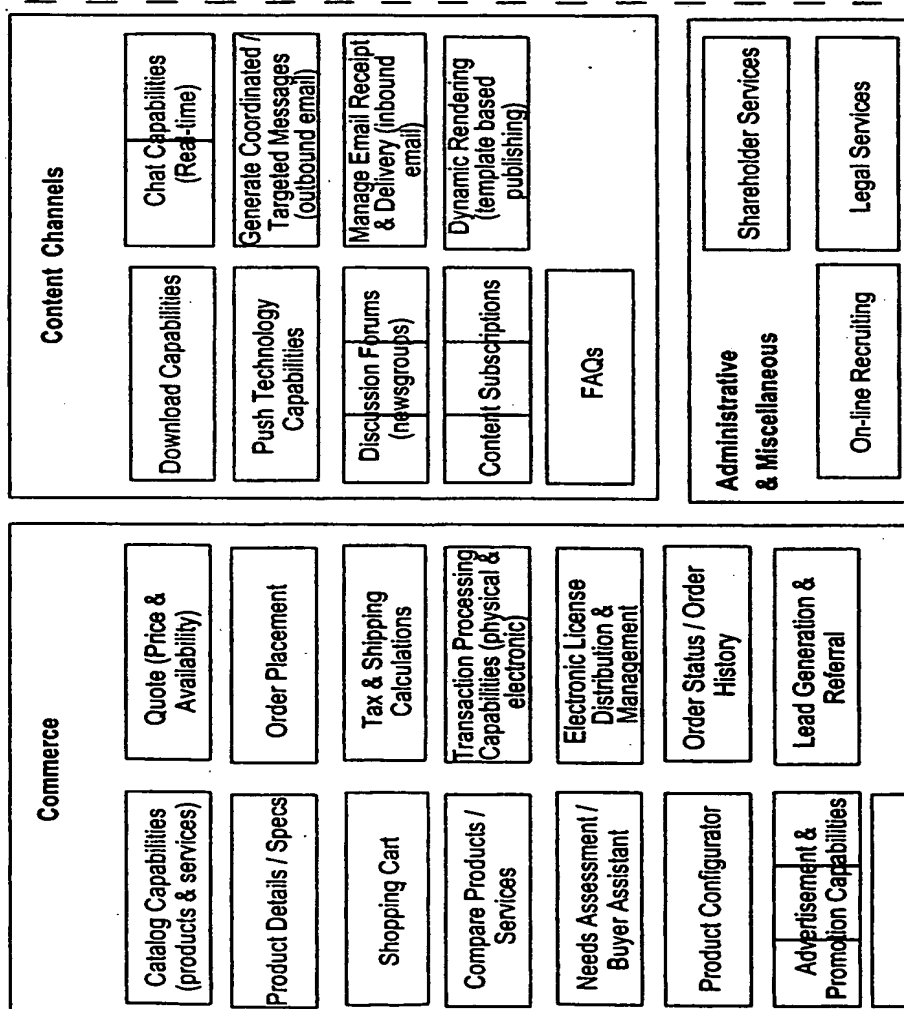 Commerce
Catalog Capabilities
(products & services)
Quote (Price &
Availability)
Product Details / Specs
Order Placement
Shopping Cart
Tax & Shipping
Calculations
Compare Products /
Services
Transaction Processing
Capabilities (physical &
electronic)
Needs Assessment /
Buyer Assistant
Electronic License
Distribution &
Management
Product Configurator
Order Status / Order
History
Advertisement &
Promotion Capabilities
Lead Generation &
Referral
Content Channels
Download Capabilities
Chat Capabilities
(Real-time)
Push Technology
Capabilities
Generate Coordinated /
Targeted Messages
(outbound email)
Discussion Forums
(newsgroups)
Manage Email Receipt
& Delivery (inbound
email)
Content Subscriptions
Dynamic Rendering
(template based
publishing)
FAQs
Administrative
& Miscellaneous
Shareholder Services
On-line Recruiting
Legal Services